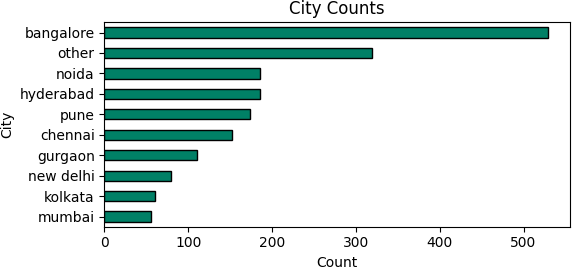 City Counts
bangalore
other
noida
hyderabad
pune
chennai
gurgaon
new delhi
kolkata
mumbai
City
0 100 200 300 400 500
Count